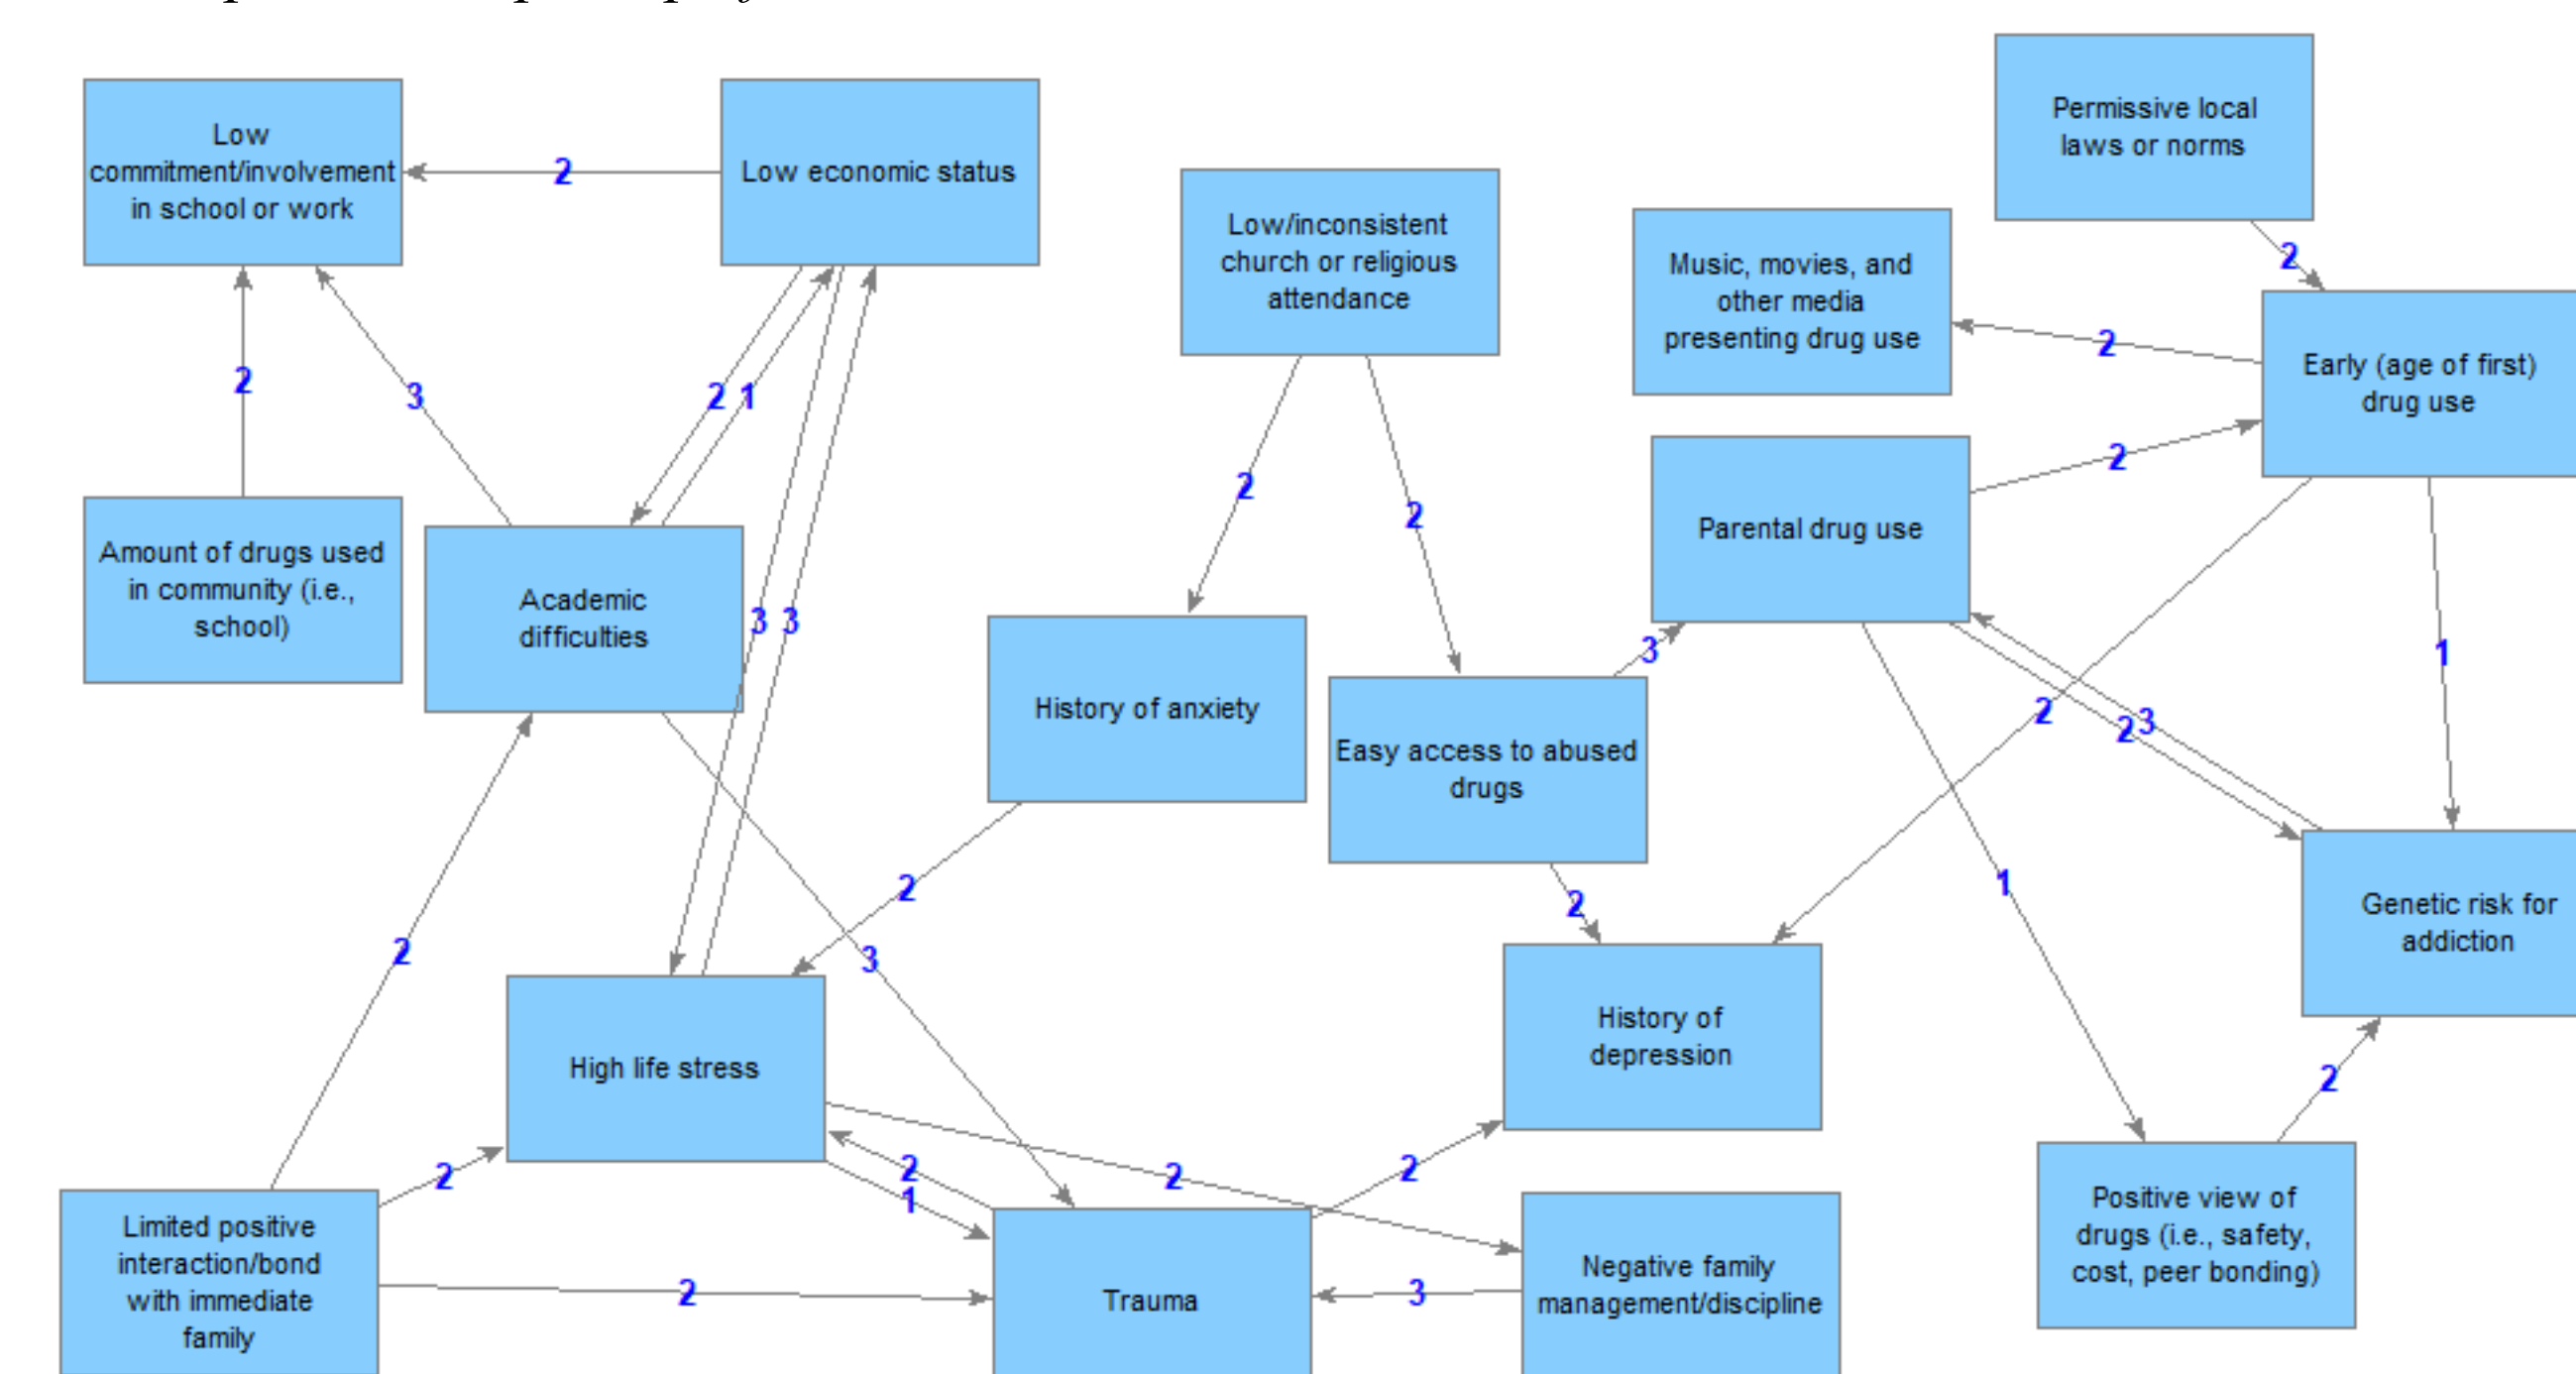 Low
commitment/involvement
in school or work
2
Low economic status
Low/inconsistent
church or religious
attendance
Permissive local
laws or norms
2
Music, movies, and
other media
presenting drug use
2
Early (age of first)
drug use
2
3
2
1
2
2
2
Parental drug use
Amount of drugs used
in community (i.e.,
school)
Academic
difficulties
3
3
History of anxiety
3
Easy access to abused
drugs
1
2
2
3
2
2
2
3
2
1
Genetic risk for
addiction
High life stress
History of
depression
2
2
2
1
2
2
2
Limited positive
interaction/bond
with immediate
family
2
Trauma
3
Negative family
management/discipline
Positive view of
drugs (i.e., safety,
cost, peer bonding)